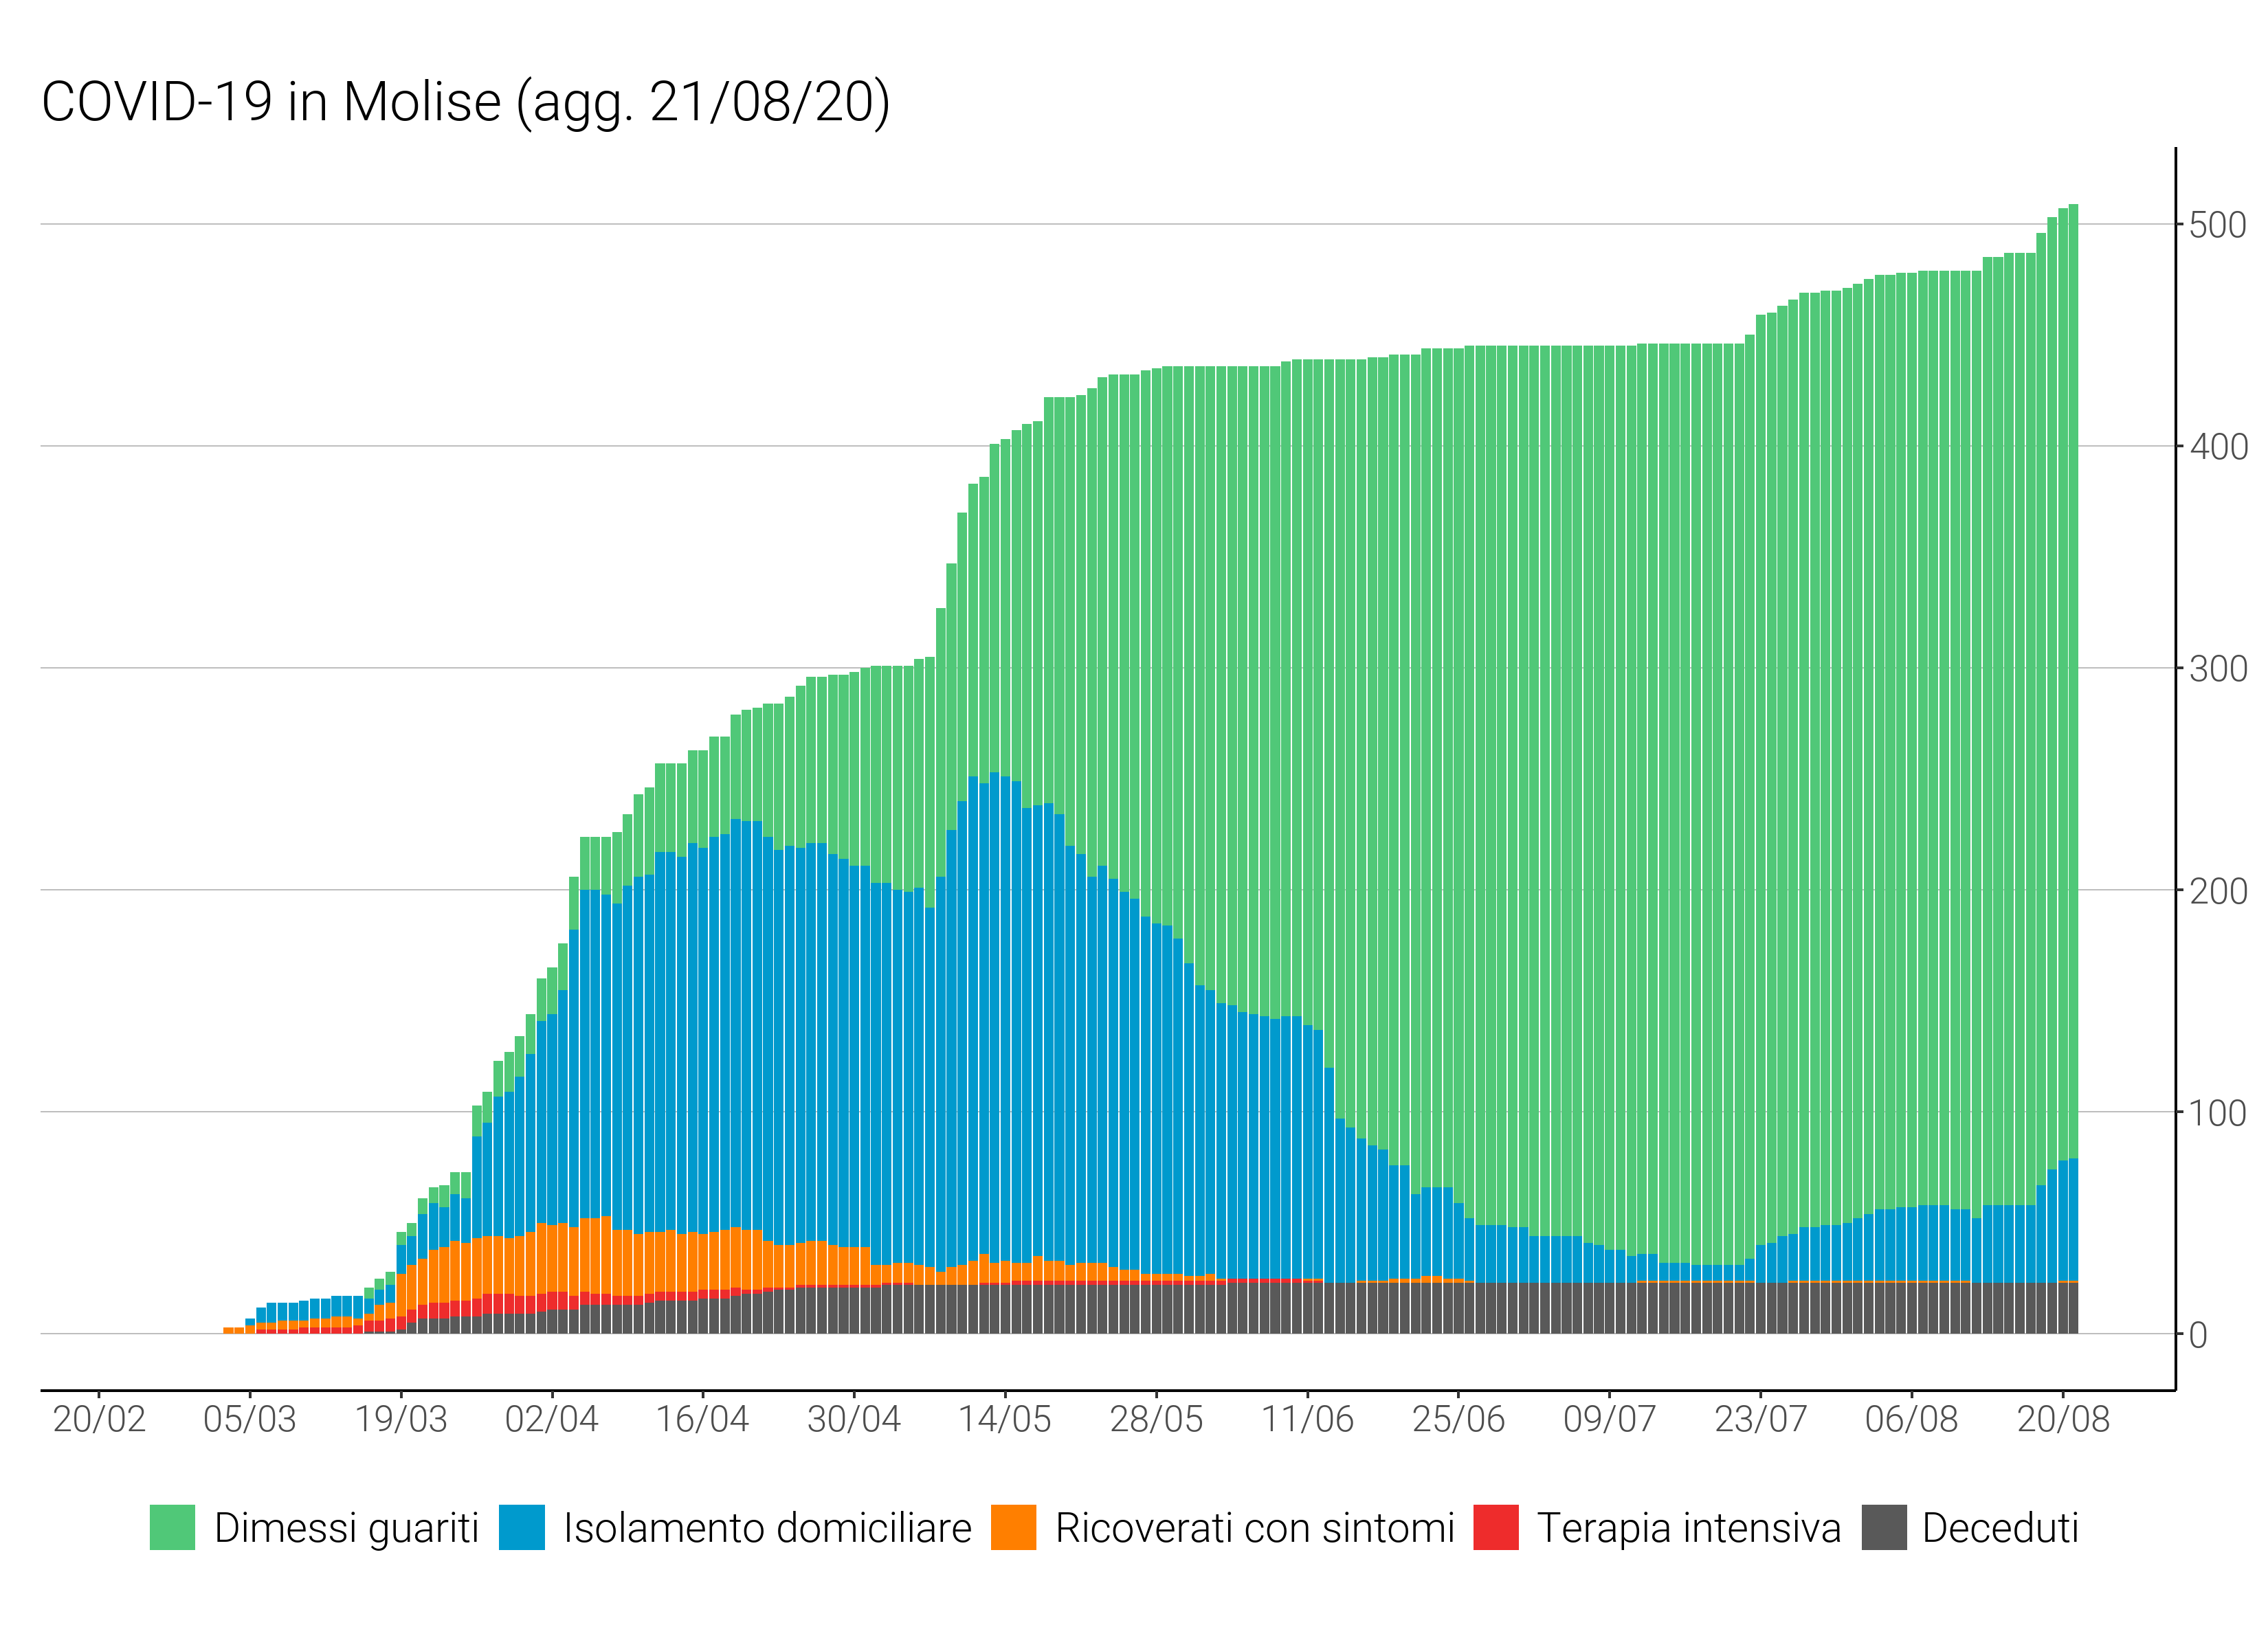 COVID-19 in Molise (agg. 21/08/20)
500
400
300
200
100
0
20/02 05/03 19/03 02/04 16/04 30/04 14/05 28/05 11/06 25/06 09/07 23/07 06/08 20/08
Dimessi guariti Isolamento domiciliare Ricoverati con sintomi Terapia intensiva Deceduti